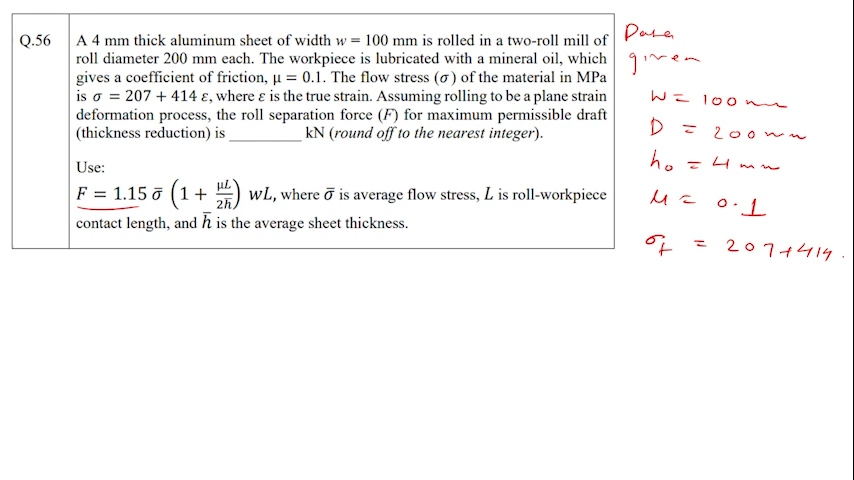 Q.56
A 4 mm thick aluminum sheet of width w = 100 mm is rolled in a two-roll mill of
roll diameter 200 mm each. The workpiece is lubricated with a mineral oil, which
gives a coefficient of friction, μ = 0.1. The flow stress (σ) of the material in MPa
is σ = 207 + 414 ε, where ε is the true strain. Assuming rolling to be a plane strain
deformation process, the roll separation force (F) for maximum permissible draft
(thickness reduction) is _________ kN (round off to the nearest integer).
Use:
F = 1.15 σ̄ (1 + μL/2h̄) wL, where σ̄ is average flow stress, L is roll-workpiece
contact length, and h̄ is the average sheet thickness.
Data
given
W = 100 mm
D = 200 mm
h₀ = 4 mm
μ = 0.1
σf = 207+414.